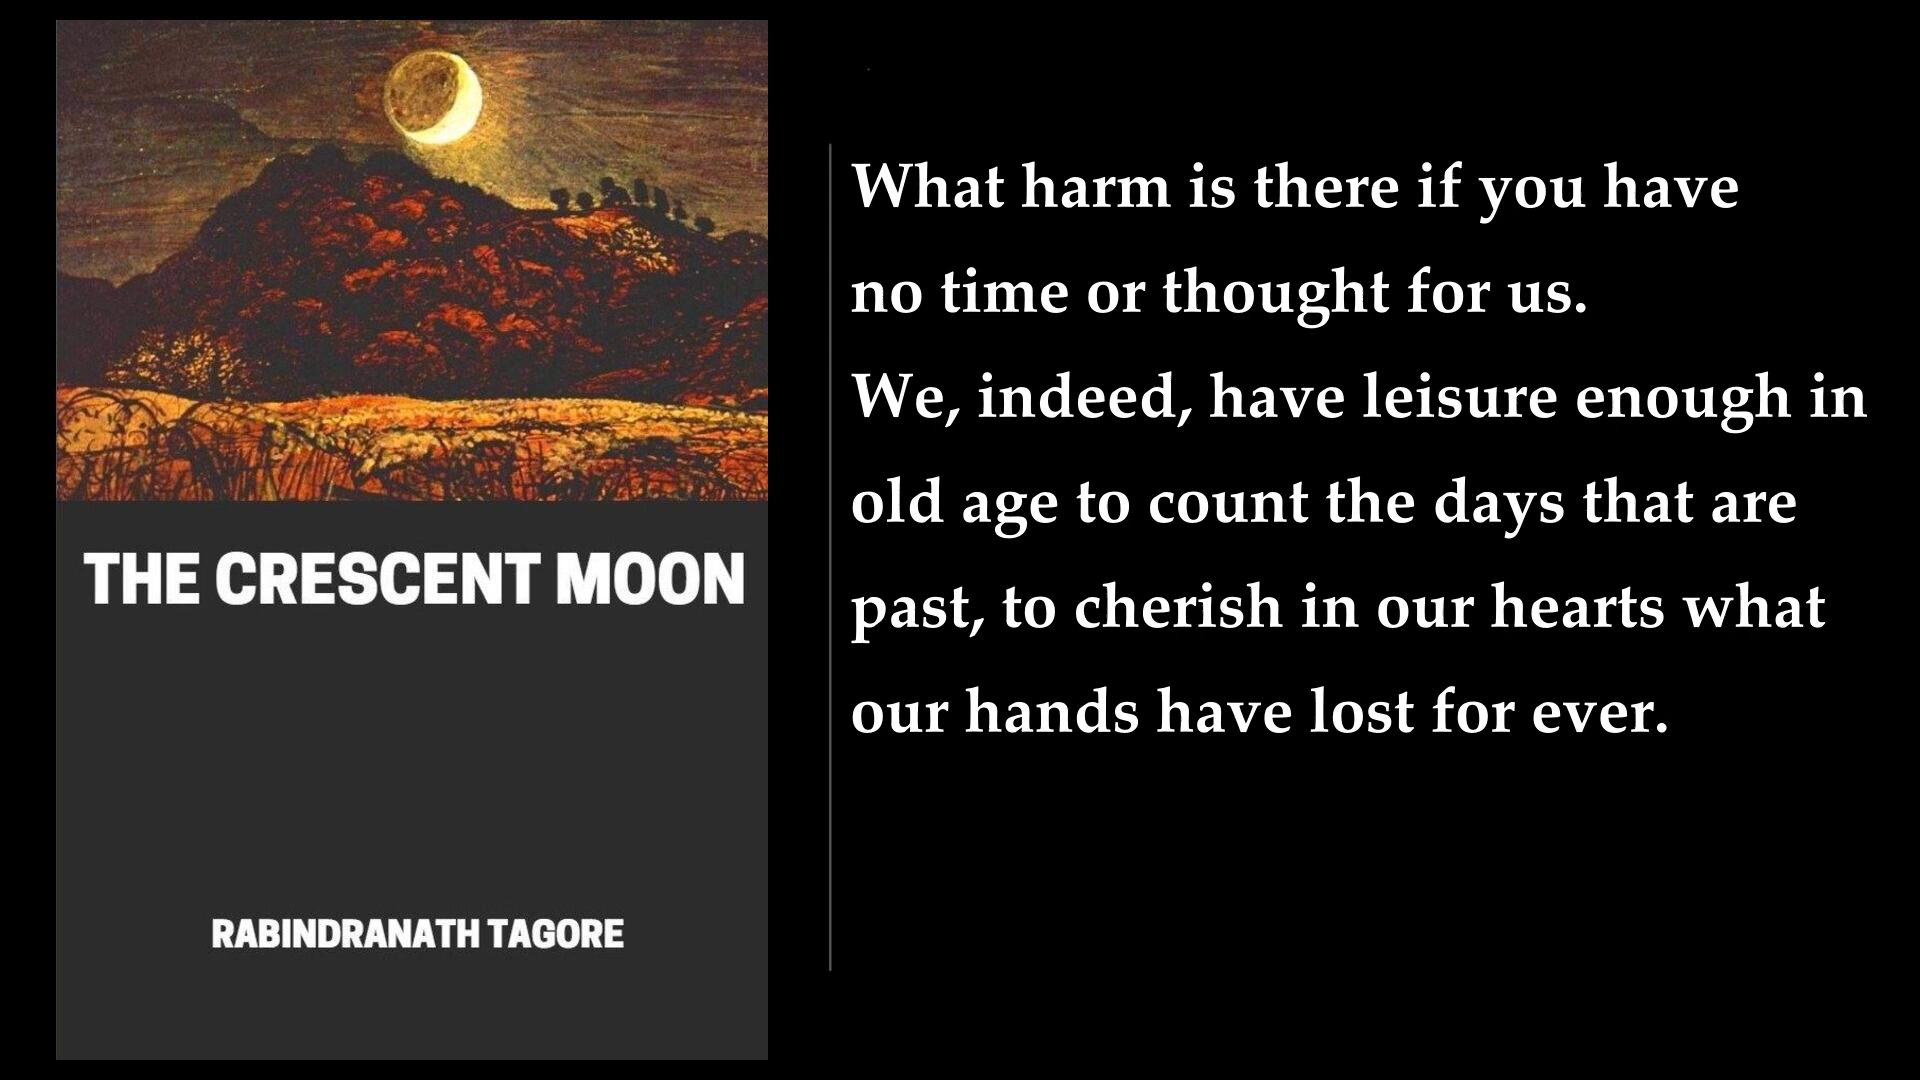 THE CRESCENT MOON
RABINDRANATH TAGORE
What harm is there if you have
no time or thought for us.
We, indeed, have leisure enough in
old age to count the days that are
past, to cherish in our hearts what
our hands have lost for ever.